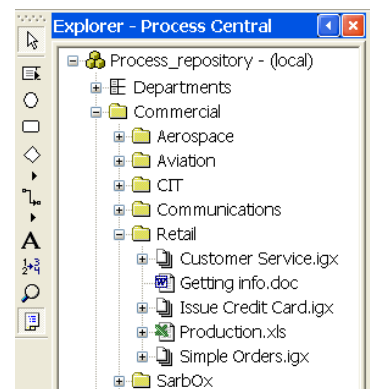 Explorer - Process Central
Process_repository - (local)
Departments
Commercial
Aerospace
Aviation
CIT
Communications
Retail
Customer Service.igx
Getting info.doc
Issue Credit Card.igx
Production.xls
Simple Orders.igx
SarbOx